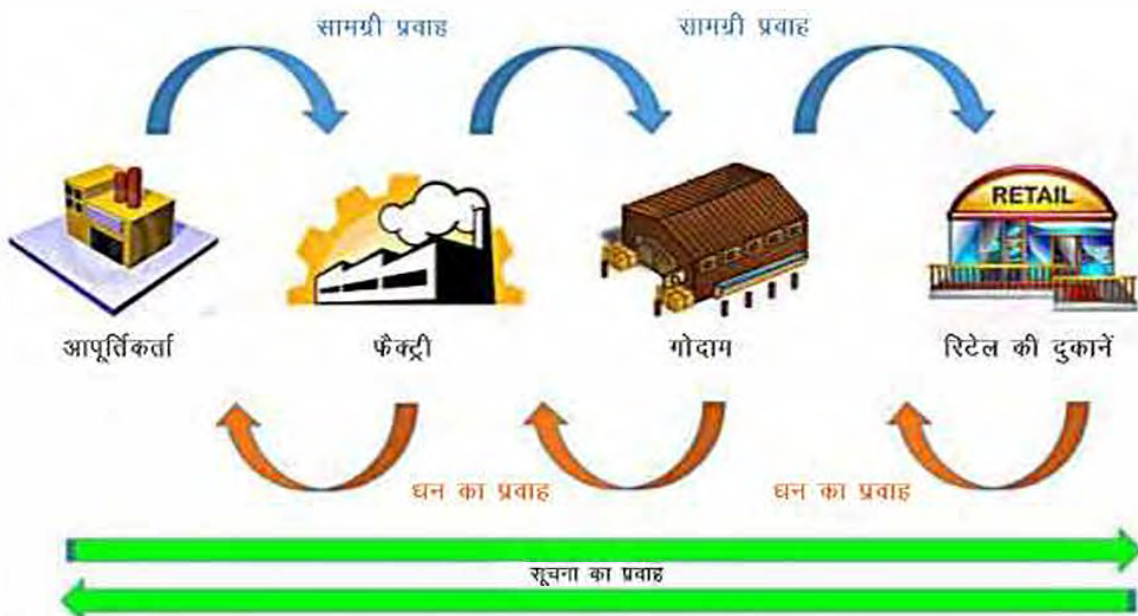 सामग्री प्रवाह
सामग्री प्रवाह
RETAIL
आपूर्तिकर्ता
फैक्ट्री
गोदाम
रिटेल की दुकानें
धन का प्रवाह
धन का प्रवाह
सूचना का प्रवाह